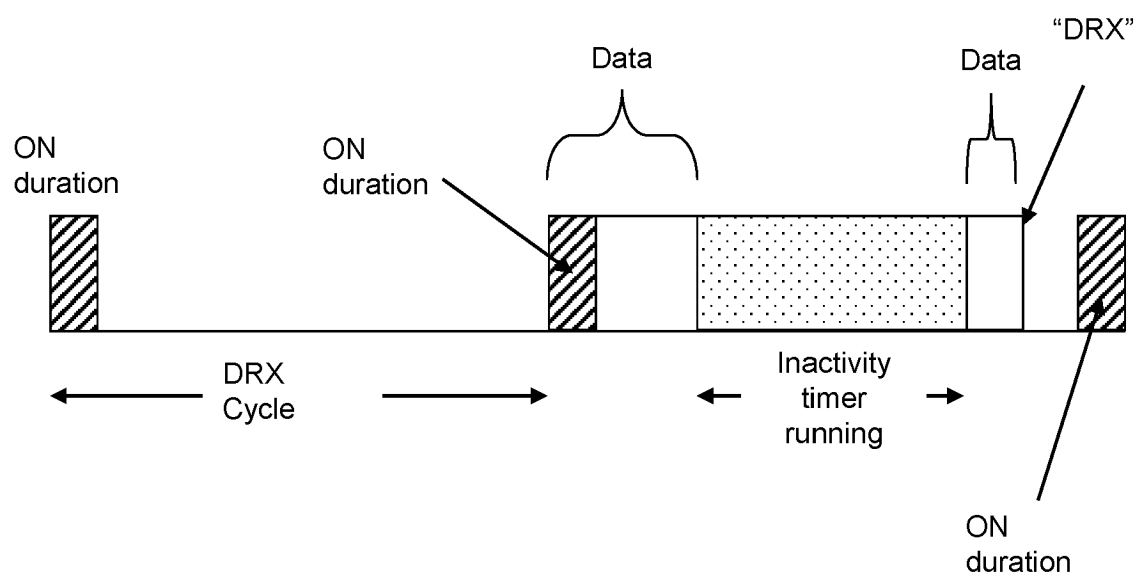 “DRX”
Data
Data
ON
duration
ON
duration
DRX
Cycle
Inactivity
timer
running
ON
duration